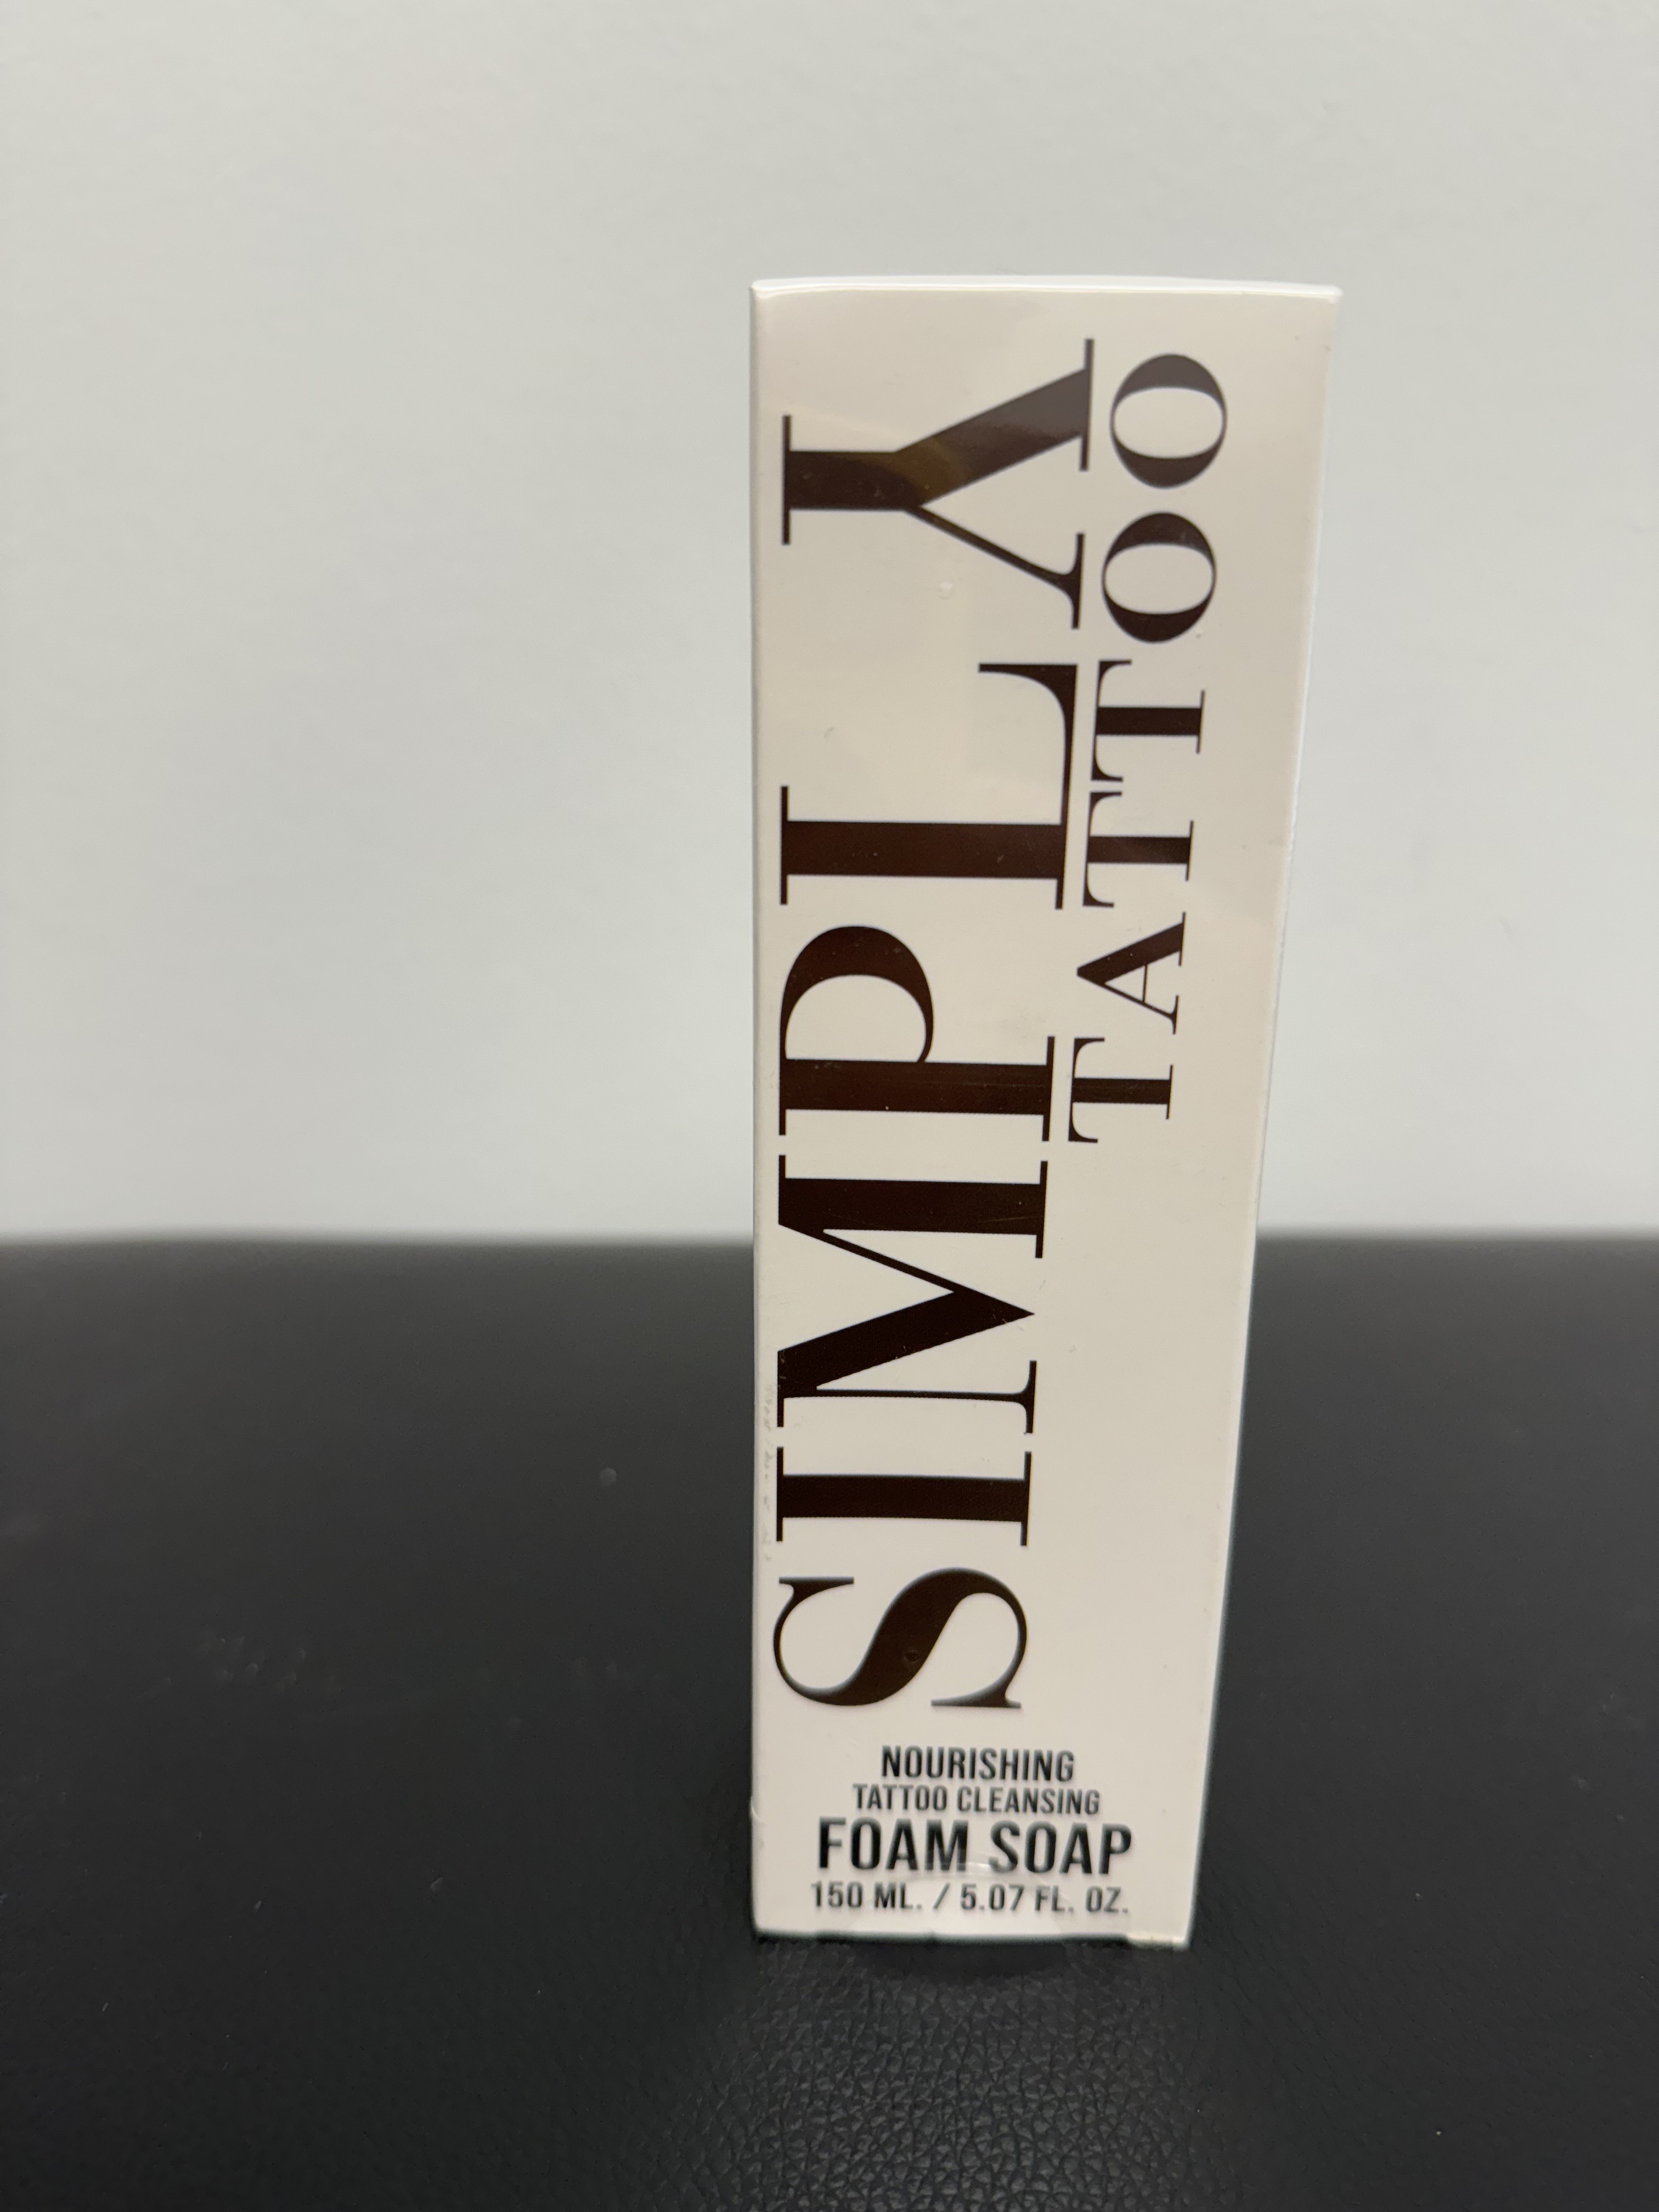 SIMPLY
TATTOO
NOURISHING
TATTOO CLEANSING
FOAM SOAP
150 ML. / 5.07 FL. OZ.